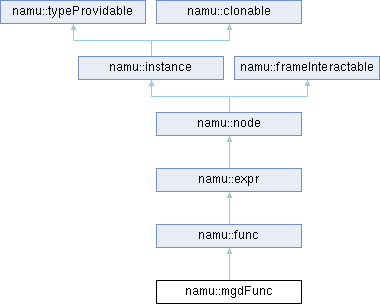 namu::typeProvidable
namu::clonable
namu::instance
namu::frameInteractable
namu::node
namu::expr
namu::func
namu::mgdFunc